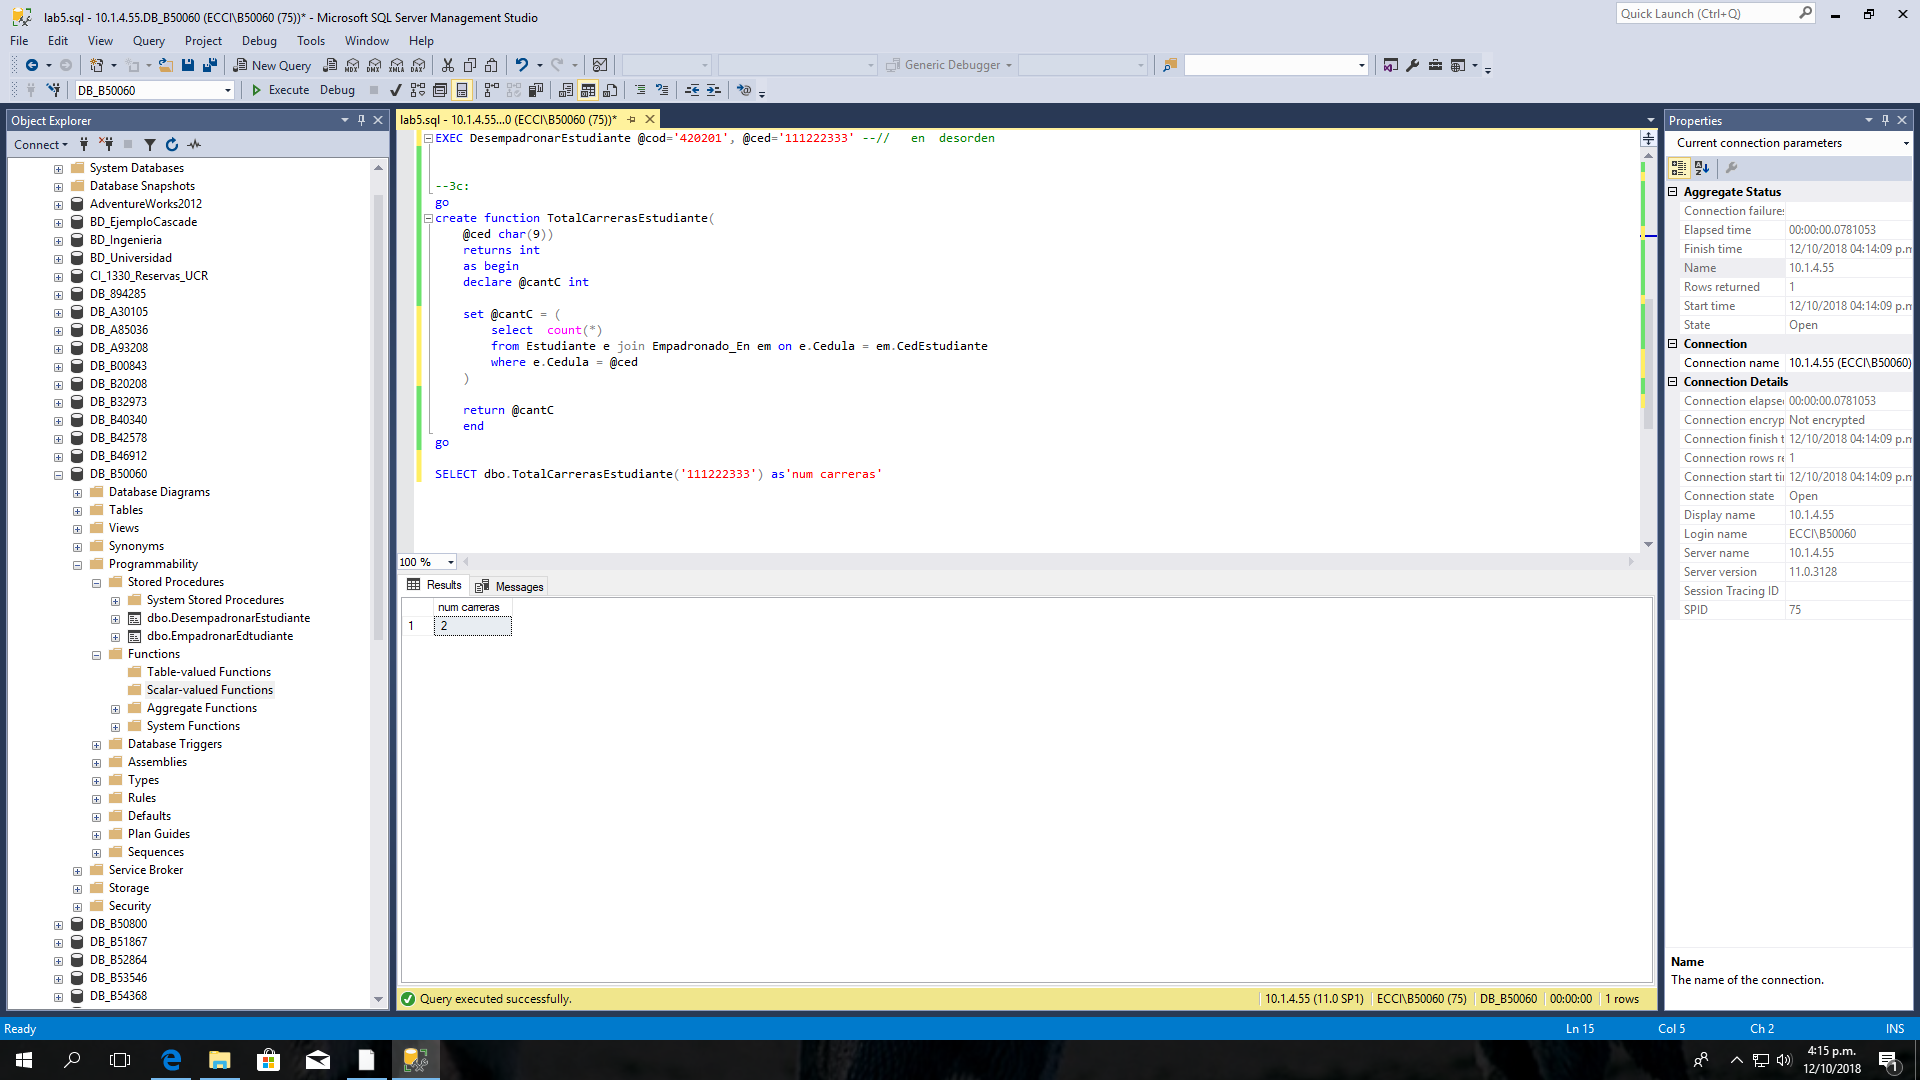 lab5.sql - 10.1.4.55.DB_B50060 (ECCI\B50060 (75))* - Microsoft SQL Server Management Studio
Quick Launch (Ctrl+Q)
File Edit View Query Project Debug Tools Window Help
New Query
MDX DMX XMLA DAX
Generic Debugger
DB_B50060
Execute Debug
Object Explorer
Connect
System Databases
Database Snapshots
AdventureWorks2012
BD_EjemploCascade
BD_Ingenieria
BD_Universidad
CI_1330_Reservas_UCR
DB_894285
DB_A30105
DB_A85036
DB_A93208
DB_B00843
DB_B20208
DB_B32973
DB_B40340
DB_B42578
DB_B46912
DB_B50060
Database Diagrams
Tables
Views
Synonyms
Programmability
Stored Procedures
System Stored Procedures
dbo.DesempadronarEstudiante
dbo.EmpadronarEdtudiante
Functions
Table-valued Functions
Scalar-valued Functions
Aggregate Functions
System Functions
Database Triggers
Assemblies
Types
Rules
Defaults
Plan Guides
Sequences
Service Broker
Storage
Security
DB_B50800
DB_B51867
DB_B52864
DB_B53546
DB_B54368
lab5.sql - 10.1.4.55...0 (ECCI\B50060 (75))*
EXEC DesempadronarEstudiante @cod='420201', @ced='111222333' --// en desorden
--3c:
go
create function TotalCarrerasEstudiante(
@ced char(9))
returns int
as begin
declare @cantC int
set @cantC = (
select count(*)
from Estudiante e join Empadronado_En em on e.Cedula = em.CedEstudiante
where e.Cedula = @ced
)
return @cantC
end
go
SELECT dbo.TotalCarrerasEstudiante('111222333') as'num carreras'
100 %
Results Messages
num carreras
1 2
Query executed successfully.
10.1.4.55 (11.0 SP1) ECCI\B50060 (75) DB_B50060 00:00:00 1 rows
Properties
Current connection parameters
Aggregate Status
Connection failures
Elapsed time 00:00:00.0781053
Finish time 12/10/2018 04:14:09 p.m
Name 10.1.4.55
Rows returned 1
Start time 12/10/2018 04:14:09 p.m
State Open
Connection
Connection name 10.1.4.55 (ECCI\B50060)
Connection Details
Connection elapse 00:00:00.0781053
Connection encryp Not encrypted
Connection finish t 12/10/2018 04:14:09 p.m
Connection rows re 1
Connection start ti 12/10/2018 04:14:09 p.m
Connection state Open
Display name 10.1.4.55
Login name ECCI\B50060
Server name 10.1.4.55
Server version 11.0.3128
Session Tracing ID
SPID 75
Name
The name of the connection.
Ready
Ln 15 Col 5 Ch 2 INS
4:15 p.m.
12/10/2018
1